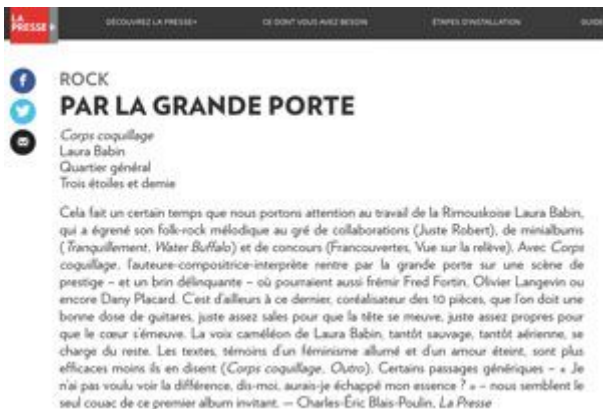 LA
PRESSE+
DÉCOUVREZ LA PRESSE+ CE DONT VOUS AVEZ BESOIN ÉTAPES D'INSTALLATION GUIDE
ROCK
PAR LA GRANDE PORTE
Corps coquillage
Laura Babin
Quartier général
Trois étoiles et demie
Cela fait un certain temps que nous portons attention au travail de la Rimouskoise Laura Babin,
qui a égrené son folk-rock mélodique au gré de collaborations (Juste Robert), de minialbums
(Tranquillement, Water Buffalo) et de concours (Francouvertes, Vue sur la relève). Avec Corps
coquillage, l'auteure-compositrice-interprète rentre par la grande porte sur une scène de
prestige – et un brin délinquante – où pourraient aussi frémir Fred Fortin, Olivier Langevin ou
encore Dany Placard. C'est d'ailleurs à ce dernier, coréalisateur des 10 pièces, que l'on doit une
bonne dose de guitares, juste assez sales pour que la tête se meuve, juste assez propres pour
que le cœur s'émeuve. La voix caméléon de Laura Babin, tantôt sauvage, tantôt aérienne, se
charge du reste. Les textes, témoins d'un féminisme allumé et d'un amour éteint, sont plus
efficaces moins ils en disent (Corps coquillage, Outro). Certains passages génériques – « Je
n'ai pas voulu voir la différence, dis-moi, aurais-je échappé mon essence ? » – nous semblent le
seul couac de ce premier album invitant. — Charles-Éric Blais-Poulin, La Presse